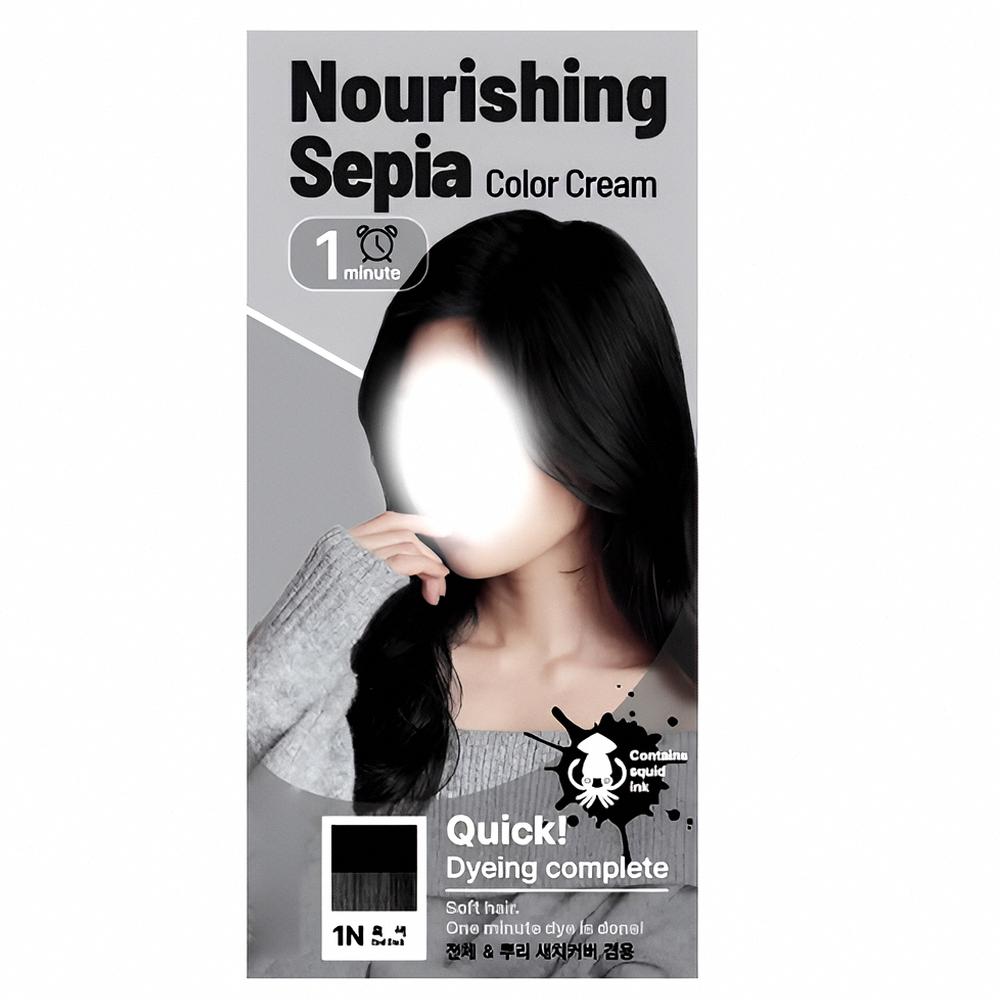 Nourishing
Sepia Color Cream
1 minute
Contains
squid
ink
Quick!
Dyeing complete
Soft hair.
One minute dye is done!
1N
전체 & 뿌리 새치커버 겸용